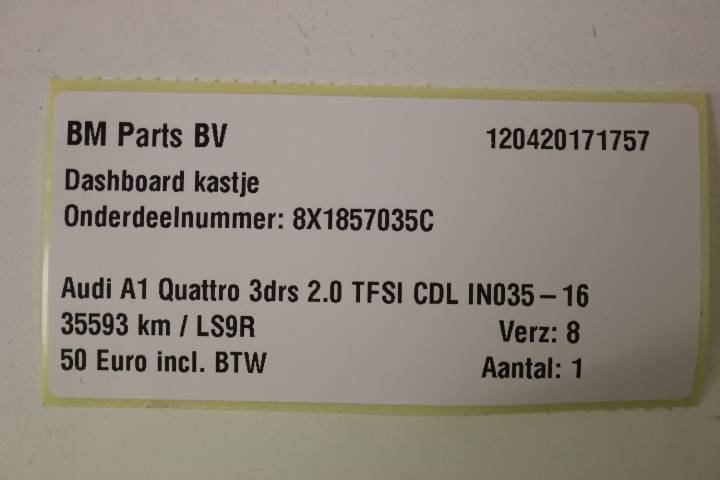 BM Parts BV 120420171757
Dashboard kastje
Onderdeelnummer: 8X1857035C
Audi A1 Quattro 3drs 2.0 TFSI CDL IN035 – 16
35593 km / LS9R Verz: 8
50 Euro incl. BTW Aantal: 1